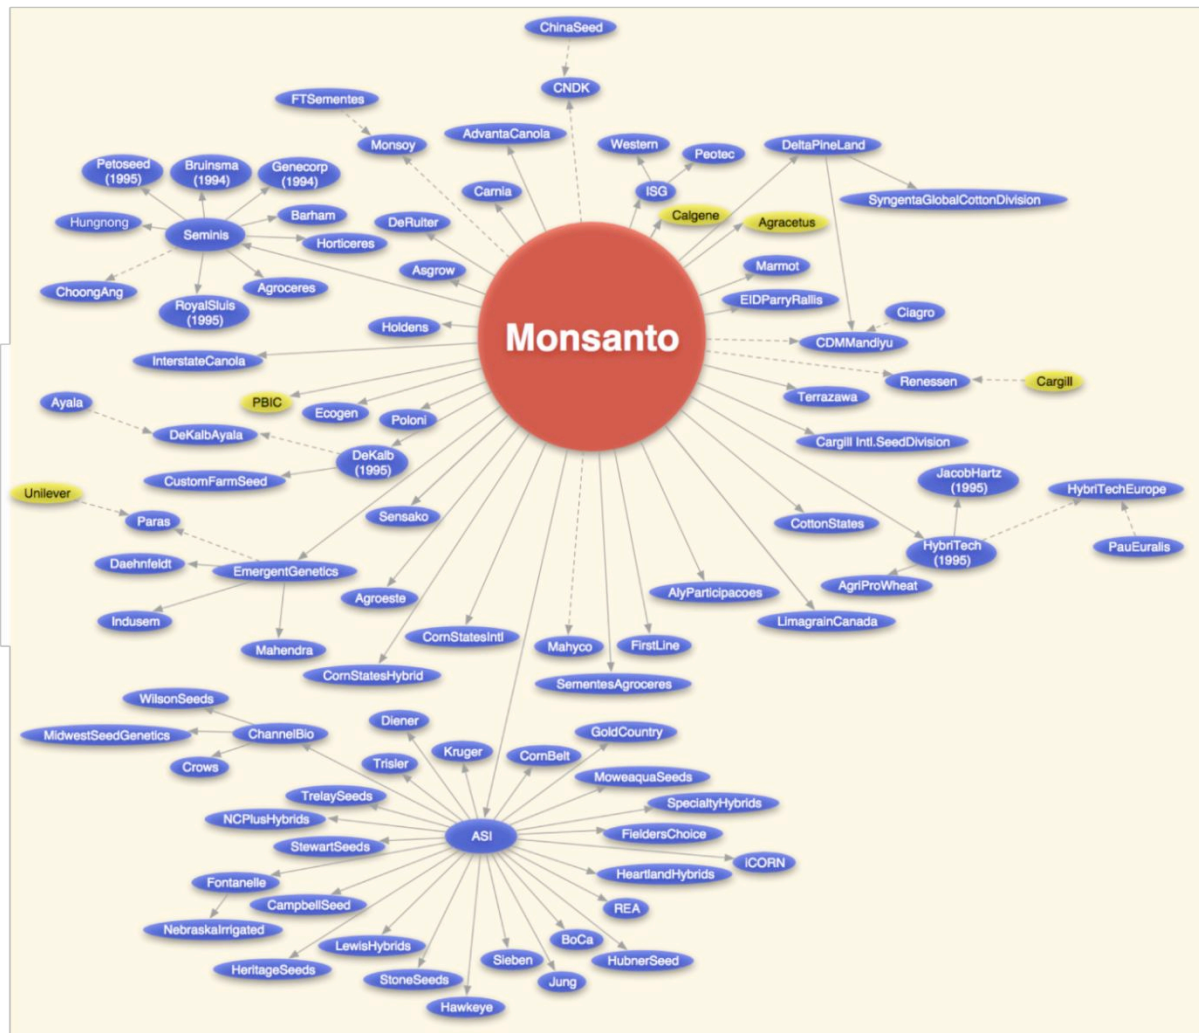 ChinaSeed
CNDK
FTSementes
Monsoy
AdvantaCanola
Western
Peotec
DeltaPineLand
Petoseed
(1995)
Bruinsma
(1994)
Genecorp
(1994)
Carnia
ISG
SyngentaGlobalCottonDivision
Hungnong
Barham
DeRuiter
Calgene
Agracetus
Seminis
Horticeres
Asgrow
Marmot
ChoongAng
Agroceres
EIDParryRallis
RoyalSluis
(1995)
Holdens
Monsanto
Ciagro
CDMMandiyu
InterstateCanola
Renessen
Cargill
Ayala
PBIC
Ecogen
Poloni
Terrazawa
DeKalbAyala
Cargill Intl.SeedDivision
DeKalb
(1995)
CustomFarmSeed
JacobHartz
(1995)
HybriTechEurope
Unilever
Paras
Sensako
CottonStates
HybriTech
(1995)
PauEuralis
Daehnfeldt
EmergentGenetics
AgriProWheat
Agroeste
AlyParticipacoes
Indusem
LimagrainCanada
Mahendra
CornStatesIntl
Mahyco
FirstLine
CornStatesHybrid
SementesAgroceres
WilsonSeeds
MidwestSeedGenetics
ChannelBio
Diener
GoldCountry
Crows
Trisler
Kruger
CornBelt
MoweaquaSeeds
TrelaySeeds
SpecialtyHybrids
NCPlusHybrids
ASI
FieldersChoice
StewartSeeds
iCORN
Fontanelle
HeartlandHybrids
CampbellSeed
REA
NebraskaIrrigated
LewisHybrids
BoCa
HeritageSeeds
StoneSeeds
Sieben
HubnerSeed
Jung
Hawkeye